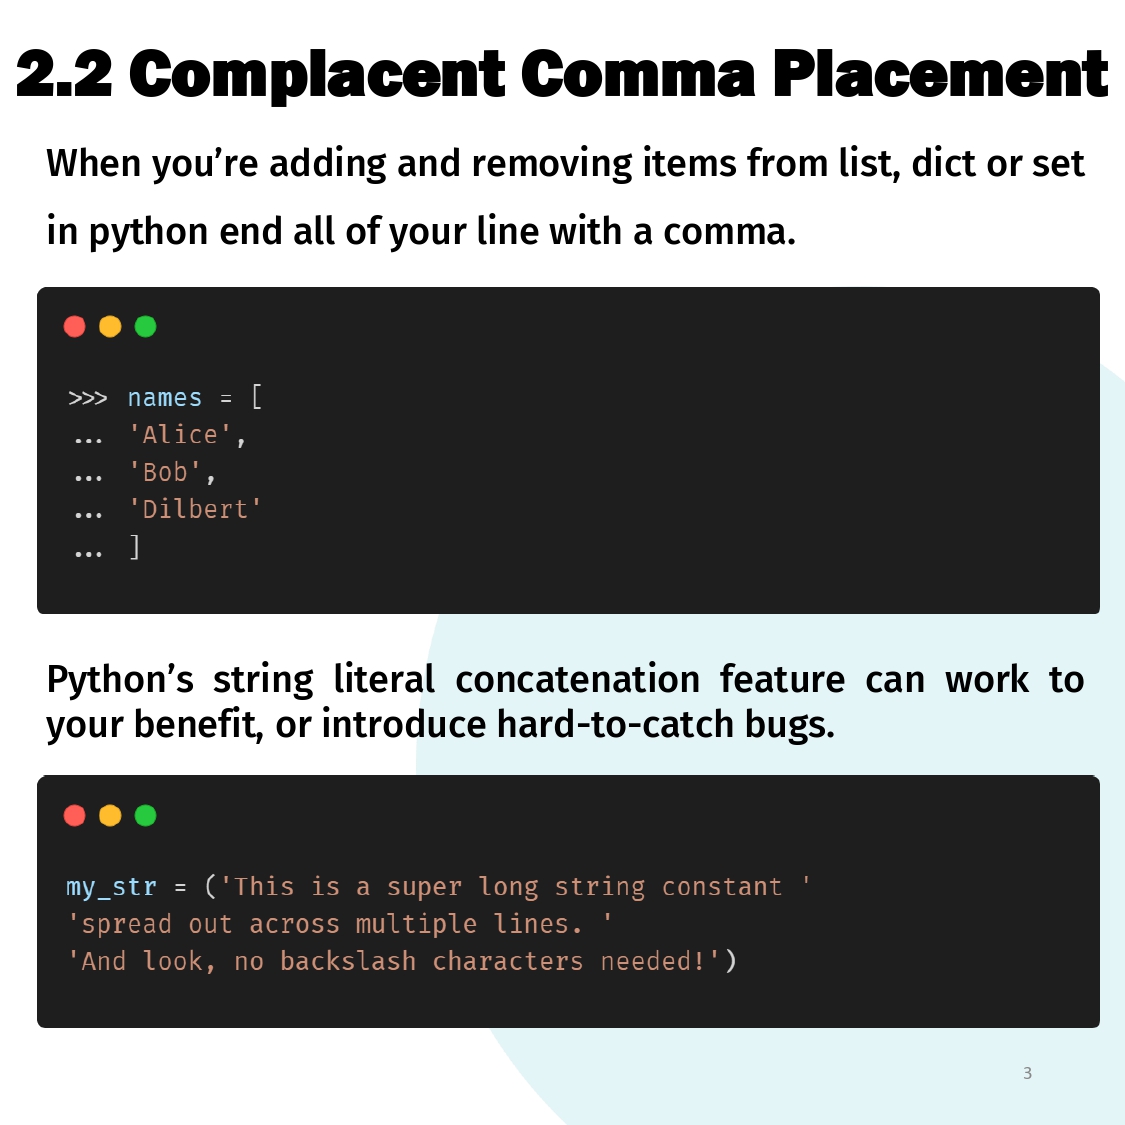 2.2 Complacent Comma Placement
When you’re adding and removing items from list, dict or set
in python end all of your line with a comma.
>>> names = [
... 'Alice',
... 'Bob',
... 'Dilbert'
... ]
Python’s string literal concatenation feature can work to
your benefit, or introduce hard-to-catch bugs.
my_str = ('This is a super long string constant '
'spread out across multiple lines. '
'And look, no backslash characters needed!')
3